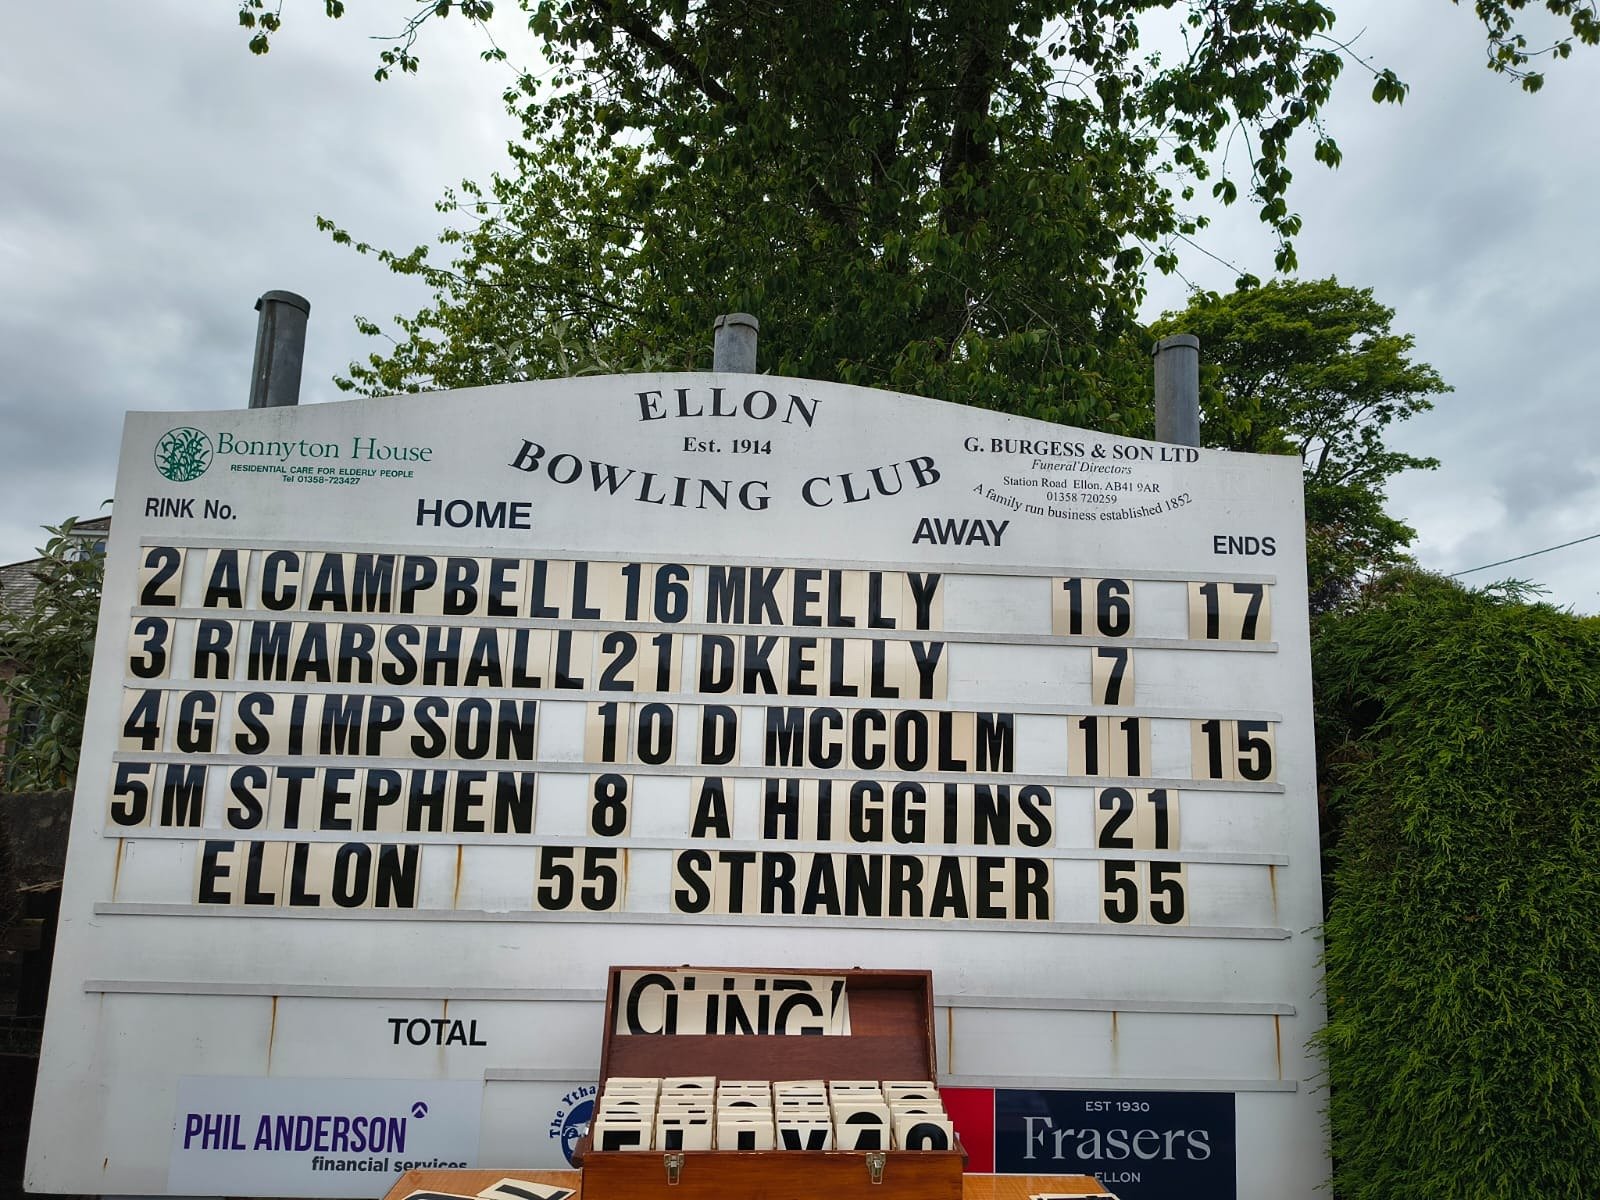 ELLON
Est. 1914
BOWLING CLUB
Bonnyton House
RESIDENTIAL CARE FOR ELDERLY PEOPLE
Tel 01358-723427
G. BURGESS & SON LTD
Funeral Directors
Station Road Ellon, AB41 9AR
01358 720259
A family run business established 1852
RINK No. HOME AWAY ENDS
2 A CAMPBELL 16 M KELLY 16 17
3 R MARSHALL 21 D KELLY 7
4 G SIMPSON 10 D MCCOLM 11 15
5 M STEPHEN 8 A HIGGINS 21
ELLON 55 STRANRAER 55
TOTAL
PHIL ANDERSON
financial services
The Ytha
EST 1930
Frasers
ELLON